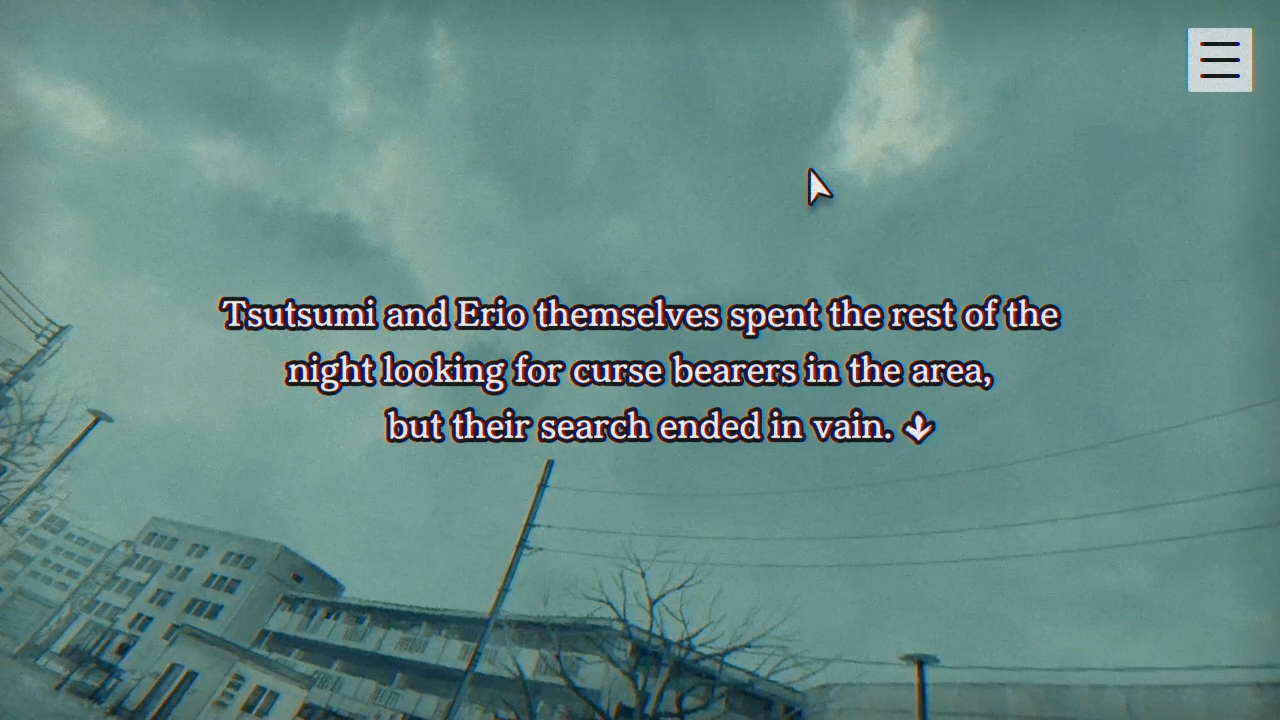 Tsutsumi and Erio themselves spent the rest of the
night looking for curse bearers in the area,
but their search ended in vain.